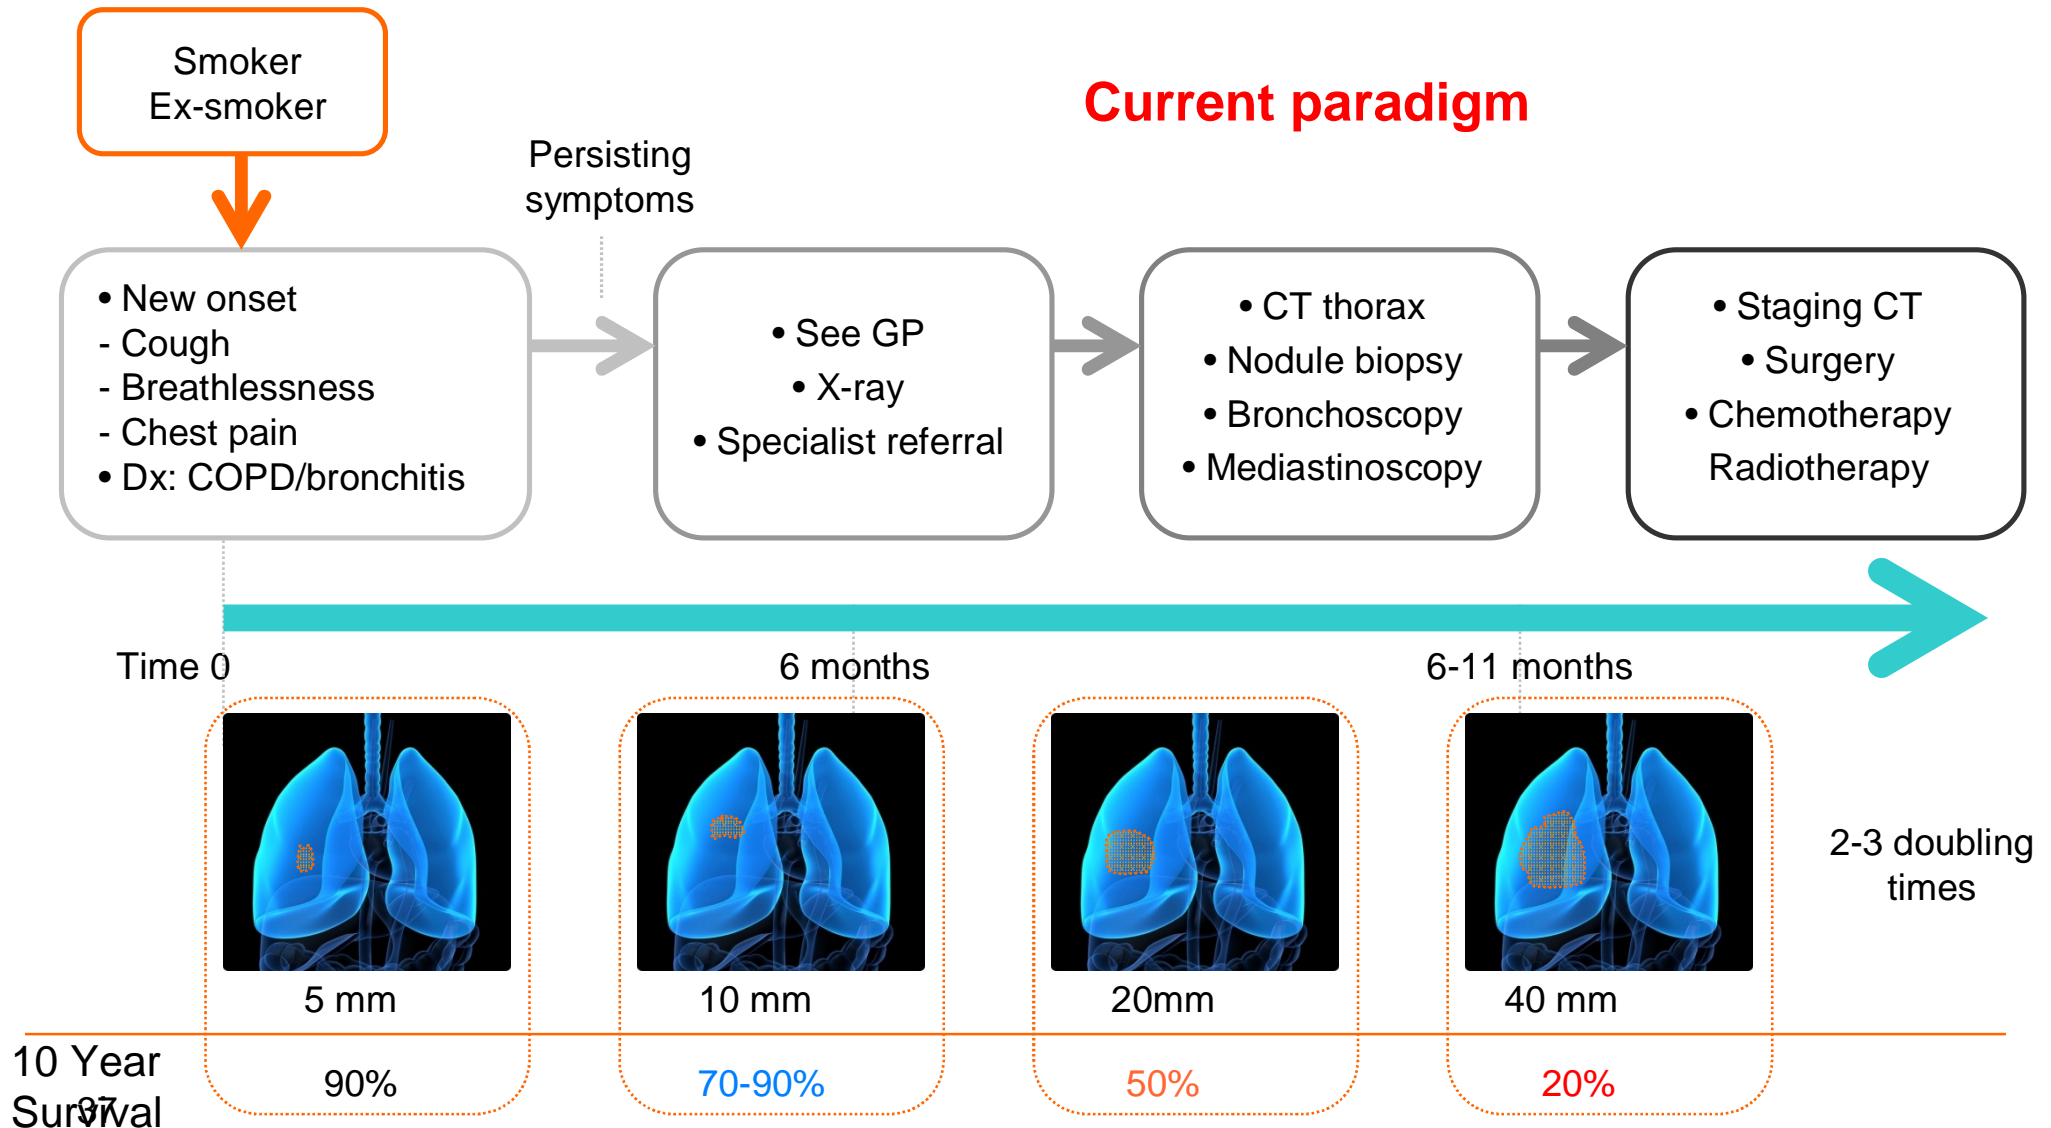 Smoker
Ex-smoker
Current paradigm
Persisting
symptoms
• New onset
- Cough
- Breathlessness
- Chest pain
• Dx: COPD/bronchitis
• See GP
• X-ray
• Specialist referral
• CT thorax
• Nodule biopsy
• Bronchoscopy
• Mediastinoscopy
• Staging CT
• Surgery
• Chemotherapy
Radiotherapy
Time 0
6 months
6-11 months
2-3 doubling
times
5 mm
10 mm
20mm
40 mm
10 Year
Survival
37
90%
70-90%
50%
20%